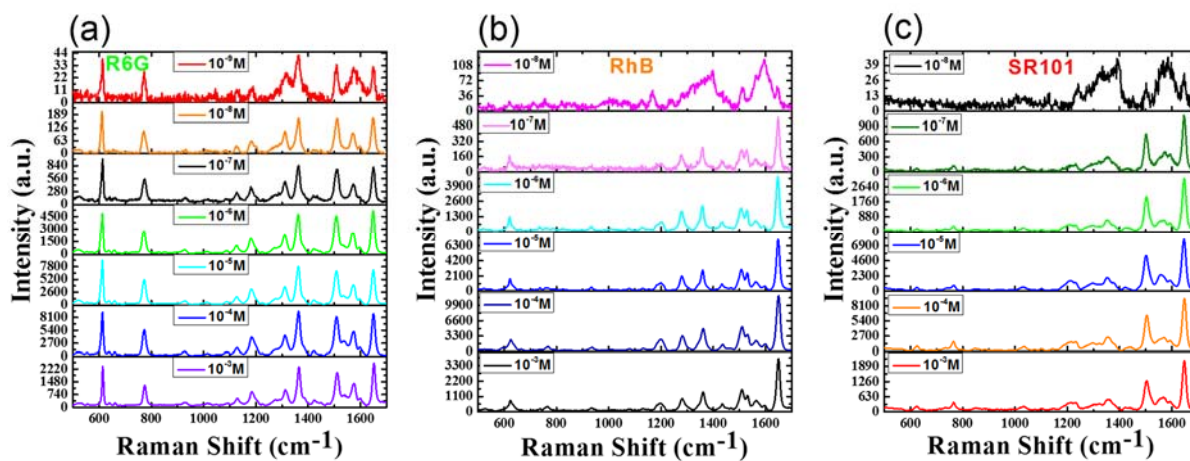 (a)
R6G
10⁻⁹M
44
33
22
11
0
10⁻⁸M
189
126
63
0
10⁻⁷M
840
560
280
0
10⁻⁶M
4500
3000
1500
0
10⁻⁵M
7800
5200
2600
0
10⁻⁴M
8100
5400
2700
0
10⁻³M
2220
1480
740
0
600 800 1000 1200 1400 1600
Intensity (a.u.)
Raman Shift (cm⁻¹)
(b)
RhB
10⁻⁸M
108
72
36
0
10⁻⁷M
480
320
160
0
10⁻⁶M
3900
2600
1300
0
10⁻⁵M
6300
4200
2100
0
10⁻⁴M
9900
6600
3300
0
10⁻³M
3300
2200
1100
0
600 800 1000 1200 1400 1600
Intensity (a.u.)
Raman Shift (cm⁻¹)
(c)
SR101
10⁻⁸M
39
26
13
0
10⁻⁷M
900
600
300
0
10⁻⁶M
2640
1760
880
0
10⁻⁵M
6900
4600
2300
0
10⁻⁴M
8100
5400
2700
0
10⁻³M
1890
1260
630
0
600 800 1000 1200 1400 1600
Intensity (a.u.)
Raman Shift (cm⁻¹)